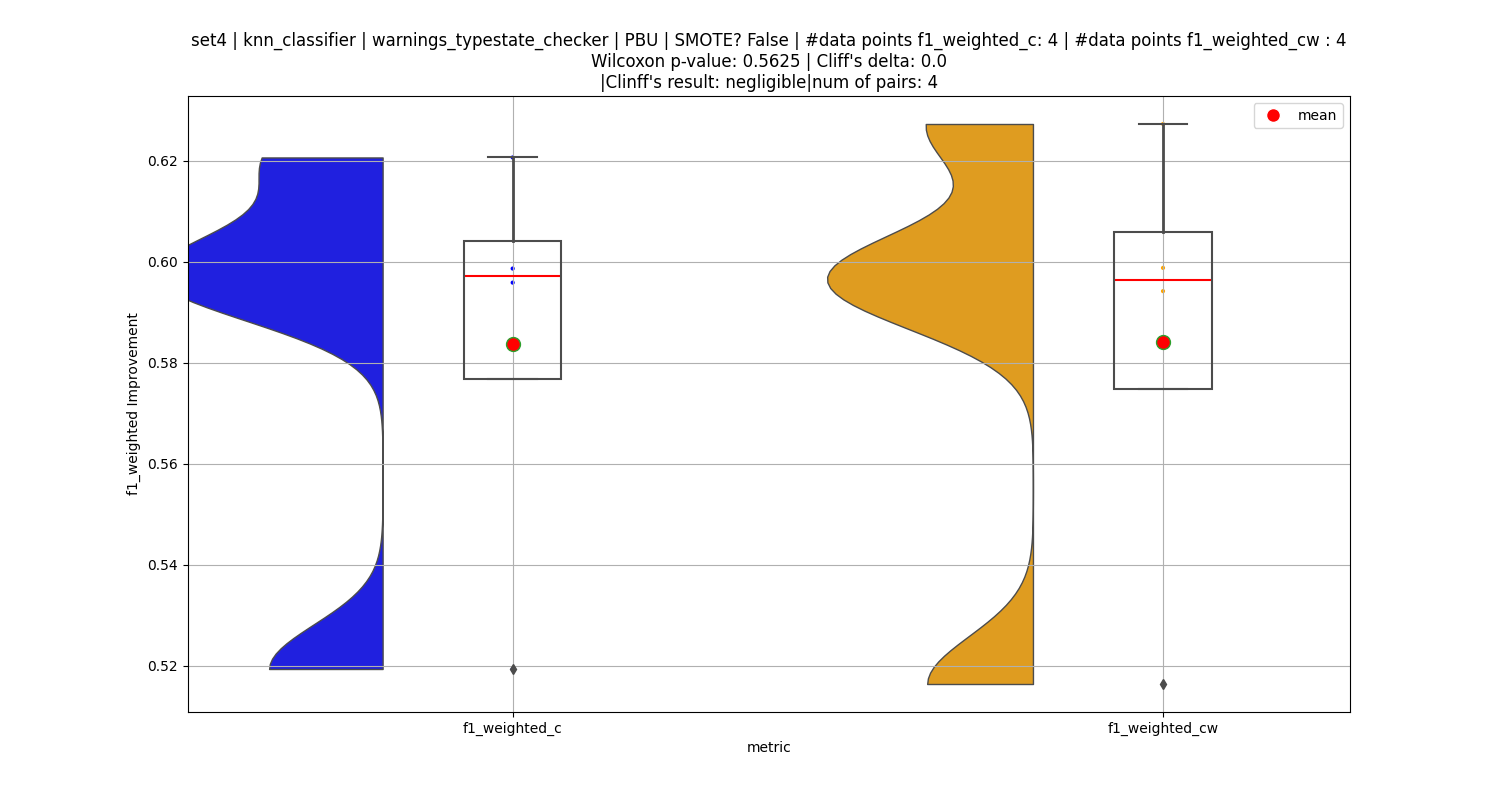 set4 | knn_classifier | warnings_typestate_checker | PBU | SMOTE? False | #data points f1_weighted_c: 4 | #data points f1_weighted_cw : 4
Wilcoxon p-value: 0.5625 | Cliff's delta: 0.0
|Clinff's result: negligible|num of pairs: 4
mean
0.62
0.60
0.58
0.56
0.54
0.52
f1_weighted Improvement
f1_weighted_c
f1_weighted_cw
metric